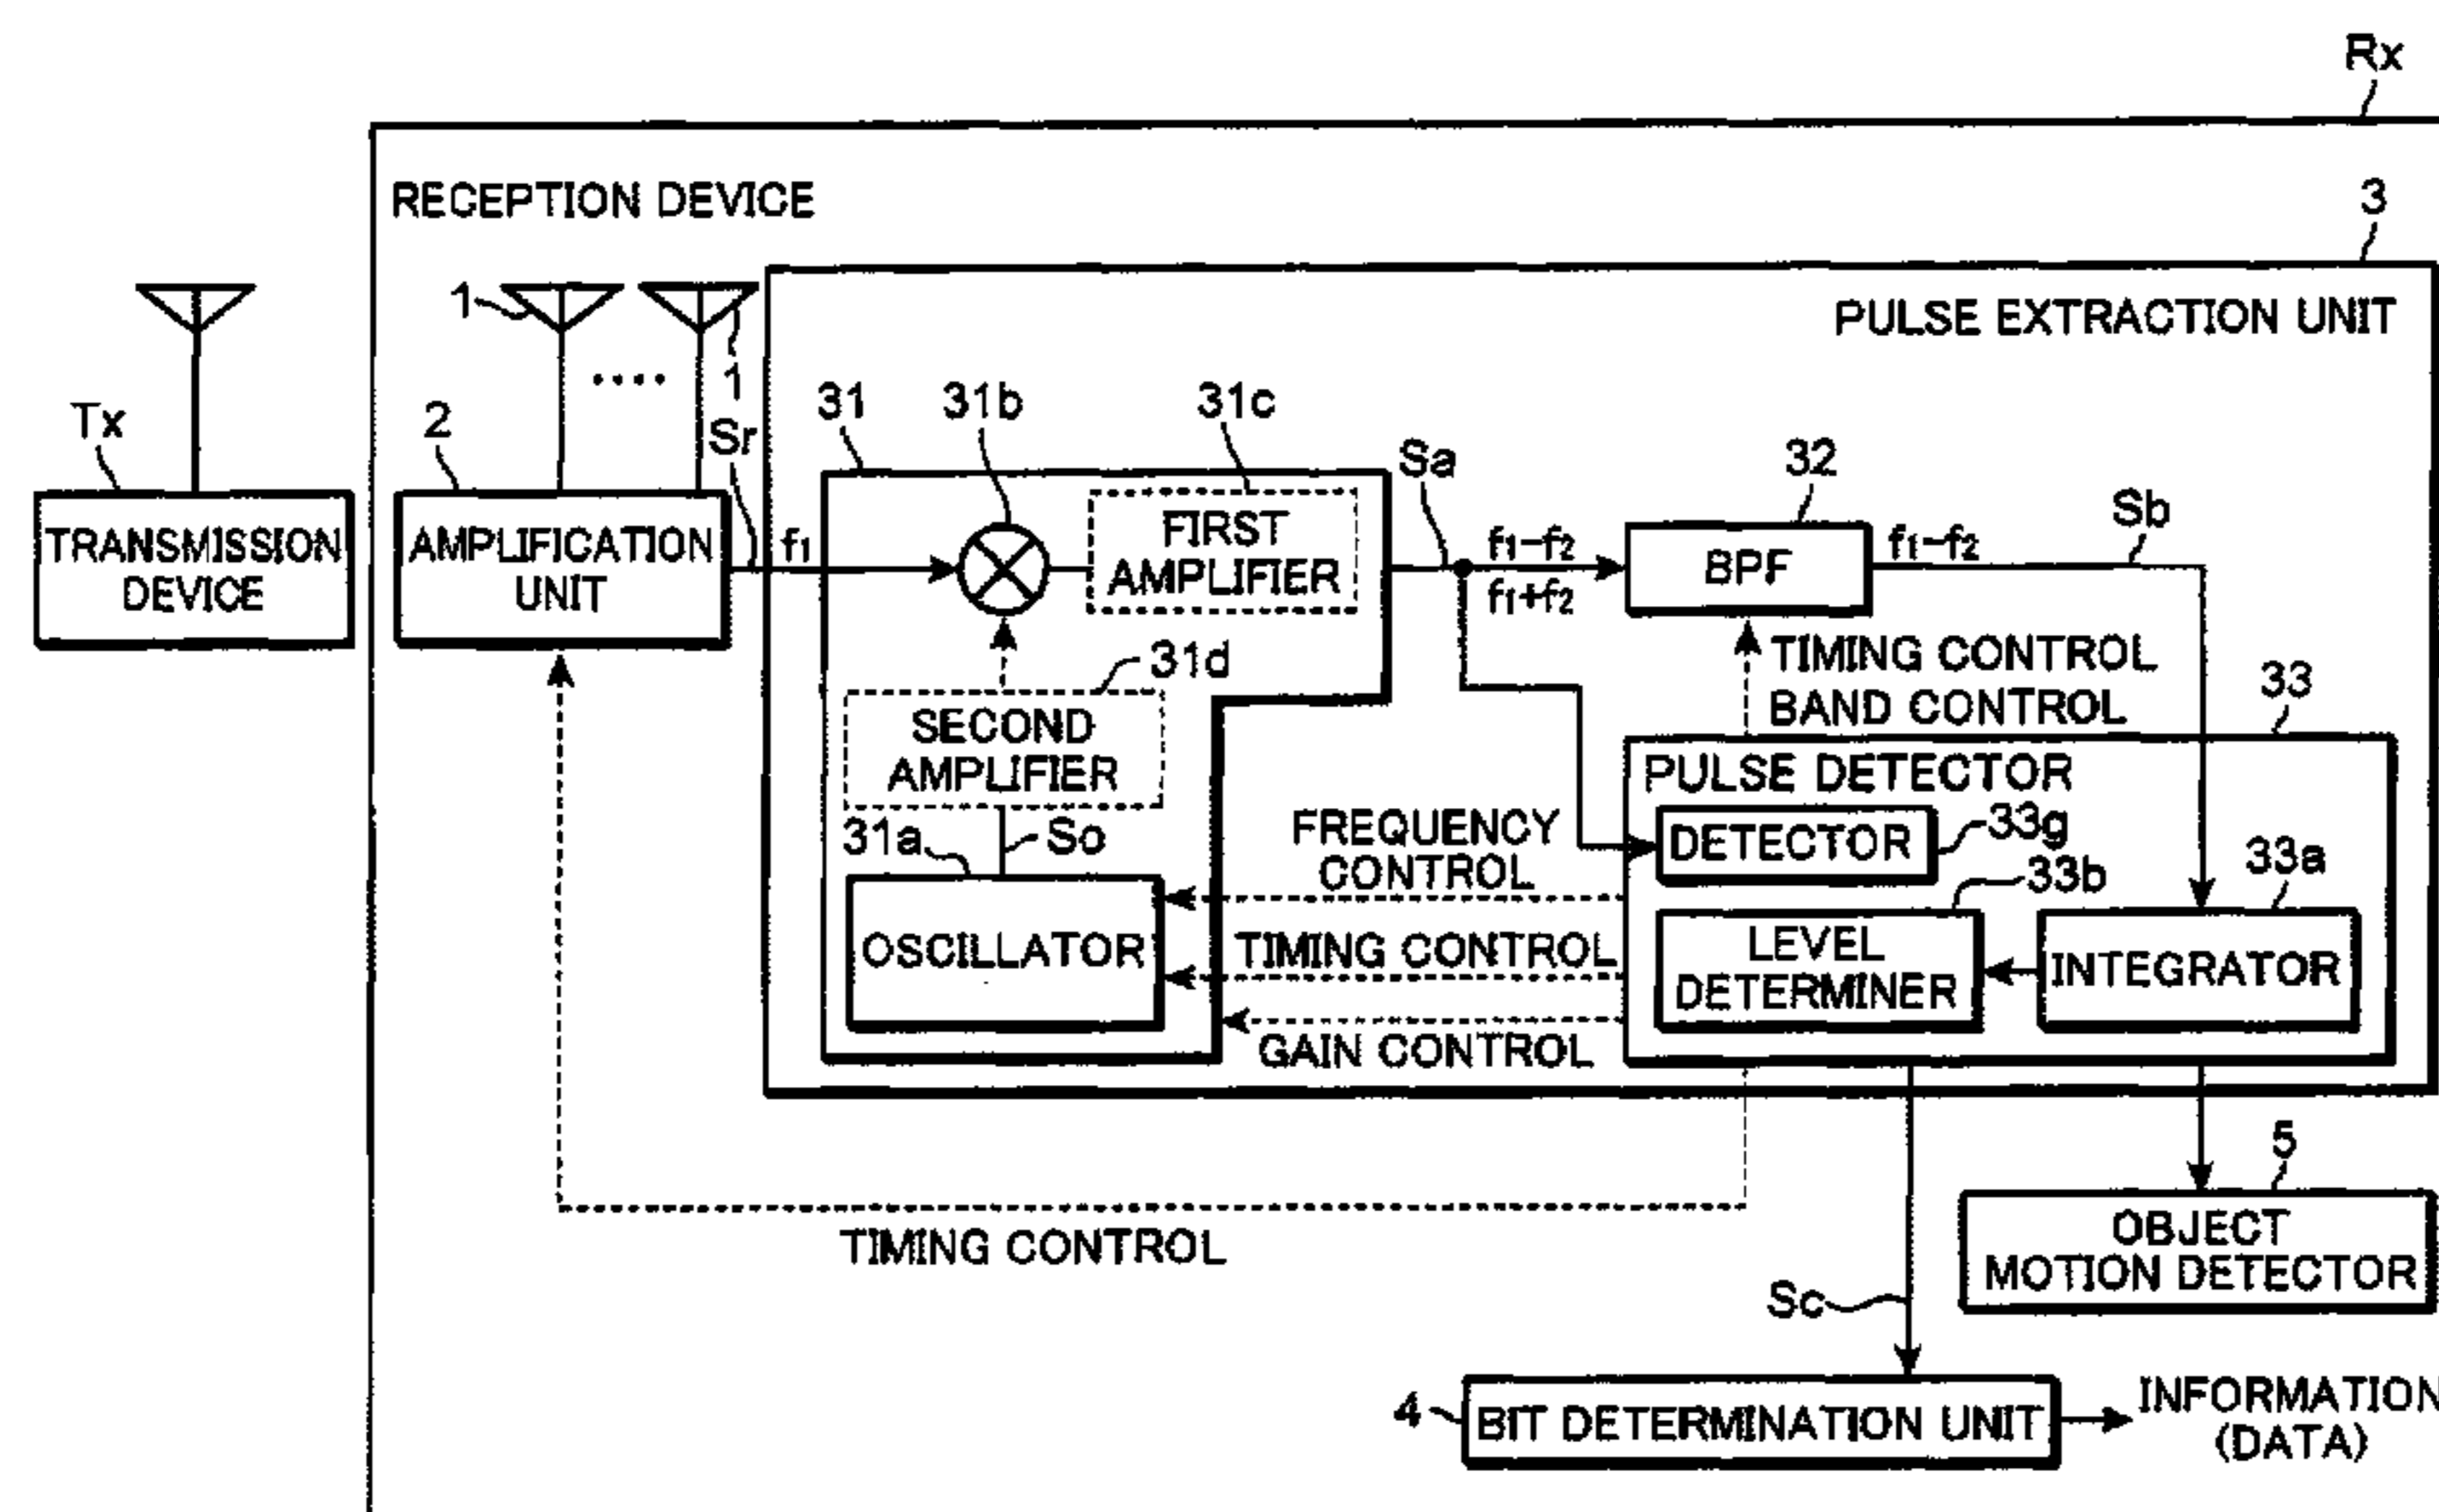 Rx
RECEPTION DEVICE
3
PULSE EXTRACTION UNIT
1
1
Tx
2
Sr
31
31b
31c
Sa
32
Sb
TRANSMISSION
DEVICE
AMPLIFICATION
UNIT
f1
FIRST
AMPLIFIER
f1-f2
f1+f2
BPF
f1-f2
31d
TIMING CONTROL
BAND CONTROL
33
SECOND
AMPLIFIER
PULSE DETECTOR
31a
So
FREQUENCY
CONTROL
DETECTOR
33g
33b
33a
OSCILLATOR
TIMING CONTROL
LEVEL
DETERMINER
INTEGRATOR
GAIN CONTROL
5
OBJECT
MOTION DETECTOR
TIMING CONTROL
Sc
4
BIT DETERMINATION UNIT
INFORMATION
(DATA)